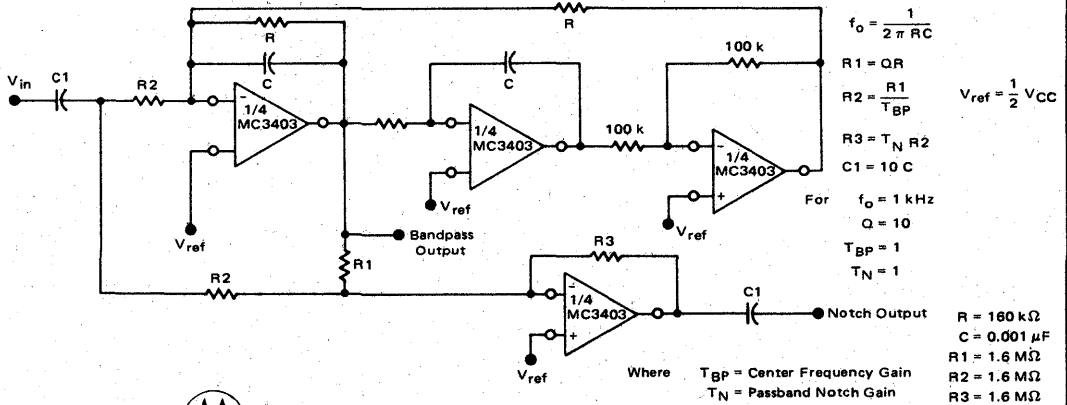 R
R
C
V_in
C1
R2
−
1/4
MC3403
V_ref
C
1/4
MC3403
V_ref
100 k
100 k
−
1/4
MC3403
+
V_ref
Bandpass
Output
R1
R2
R3
−
1/4
MC3403
+
V_ref
C1
Notch Output
f_o = 1 / 2 π RC
R1 = QR
R2 = R1 / T_BP
R3 = T_N R2
C1 = 10 C
V_ref = 1/2 V_CC
For f_o = 1 kHz
Q = 10
T_BP = 1
T_N = 1
R = 160 kΩ
C = 0.001 μF
R1 = 1.6 MΩ
R2 = 1.6 MΩ
R3 = 1.6 MΩ
Where T_BP = Center Frequency Gain
T_N = Passband Notch Gain